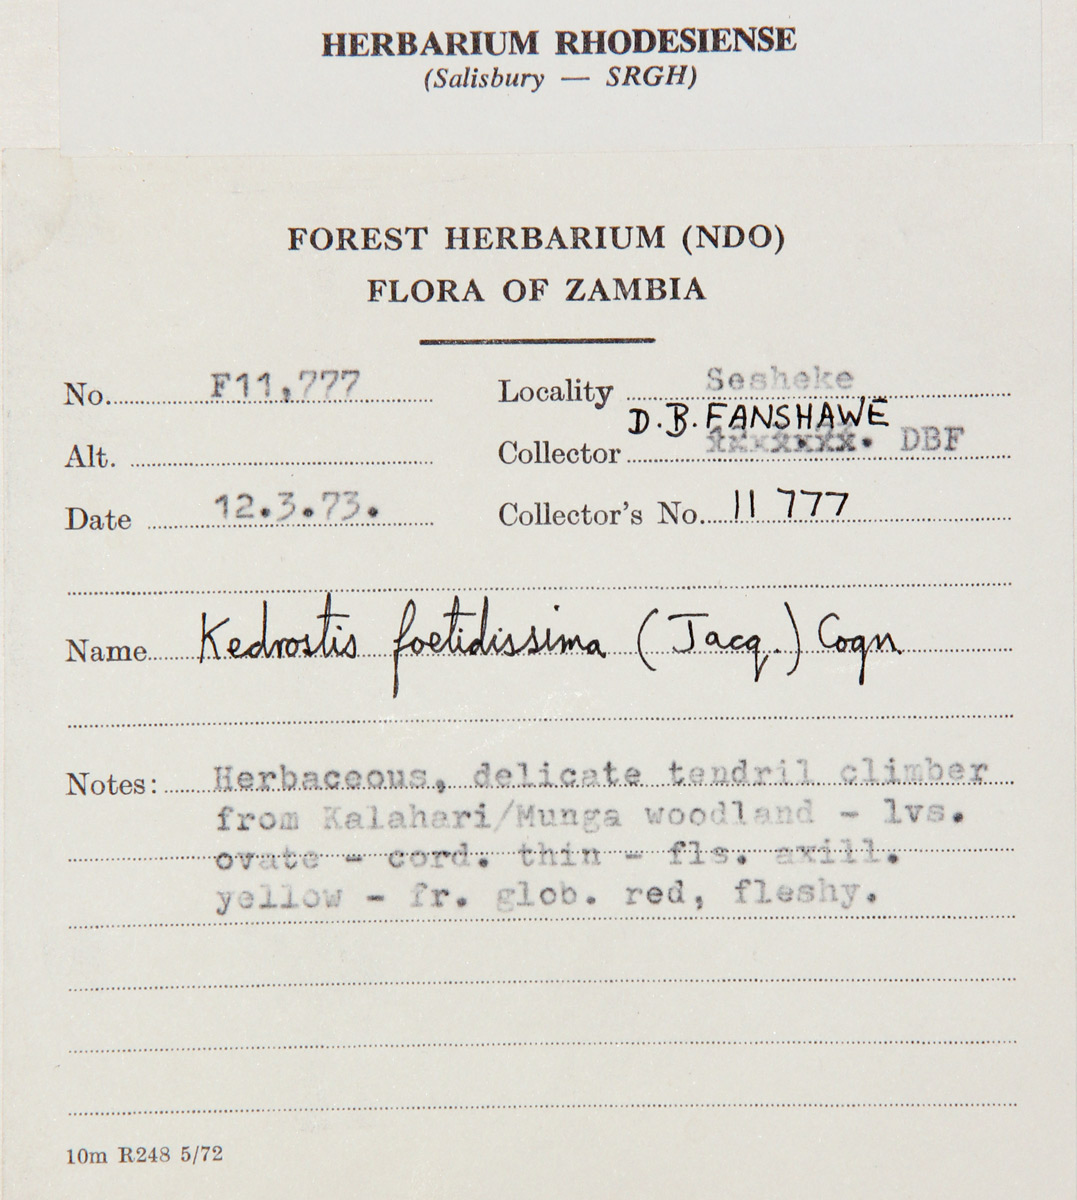 HERBARIUM RHODESIENSE
(Salisbury — SRGH)
FOREST HERBARIUM (NDO)
FLORA OF ZAMBIA
No. F11,777
Locality Sesheke
Alt.
D.B. FANSHAWE
Collector DBF
Date 12.3.73.
Collector's No. 11 777
Name Kedrostis foetidissima (Jacq.) Cogn
Notes: Herbaceous, delicate tendril climber
from Kalahari/Munga woodland - lvs.
ovate - cord. thin - fls. axill.
yellow - fr. glob. red, fleshy.
10m R248 5/72